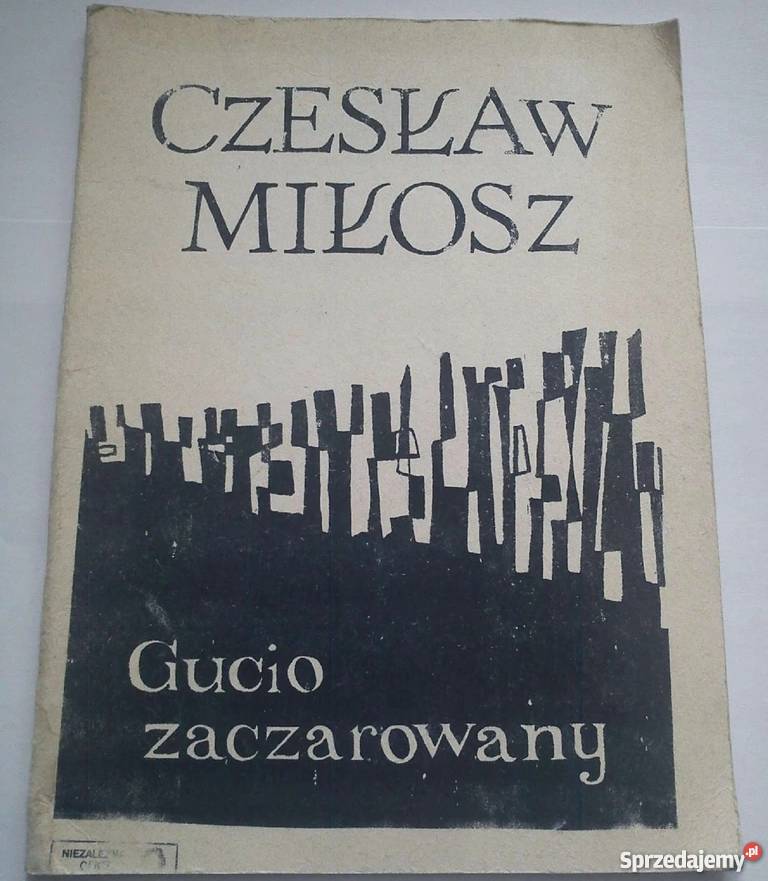 CZESŁAW
MIŁOSZ
Gucio
zaczarowany
Sprzedajemy.pl